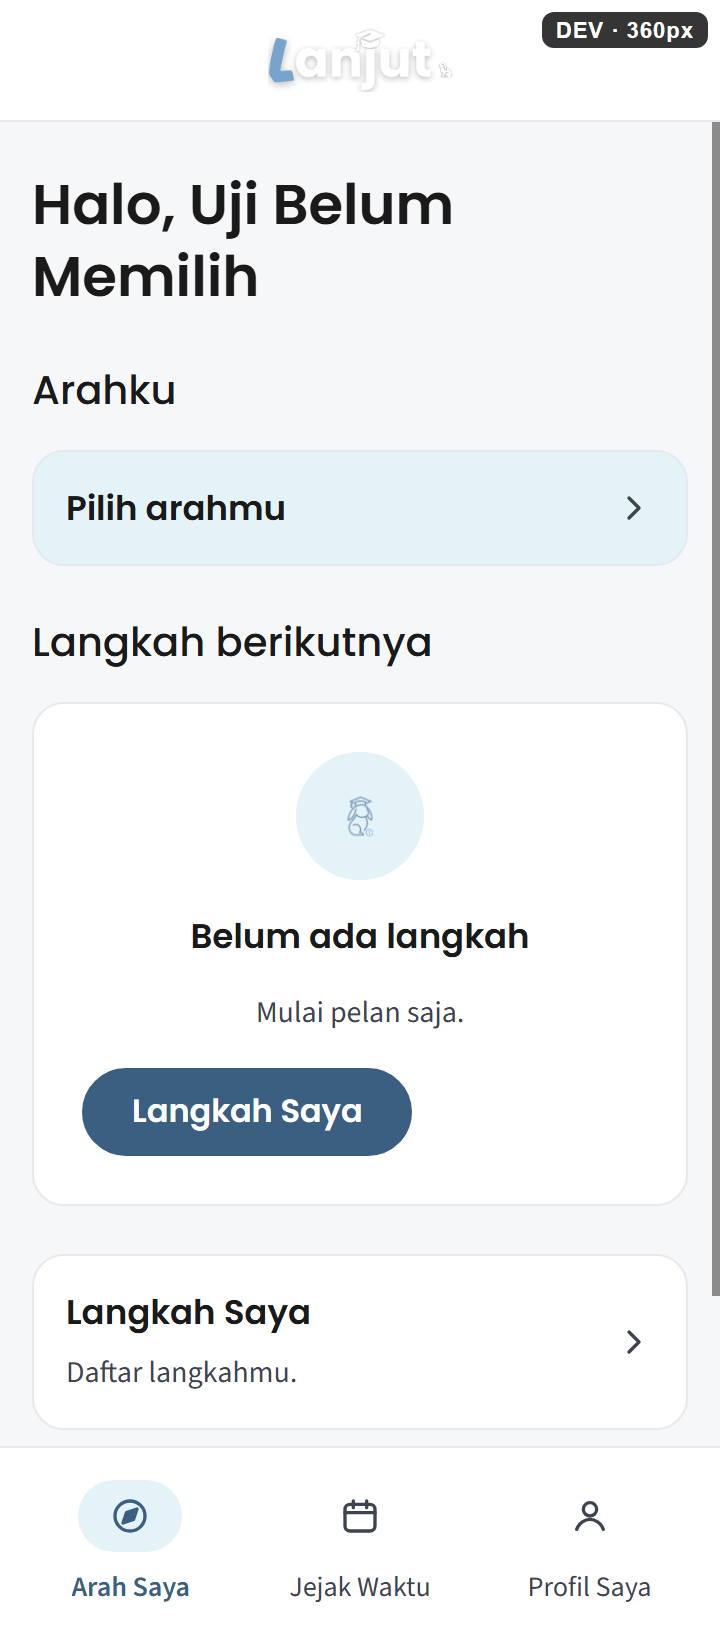 Lanjut
DEV · 360px
Halo, Uji Belum
Memilih
Arahku
Pilih arahmu
Langkah berikutnya
Belum ada langkah
Mulai pelan saja.
Langkah Saya
Langkah Saya
Daftar langkahmu.
Arah Saya
Jejak Waktu
Profil Saya